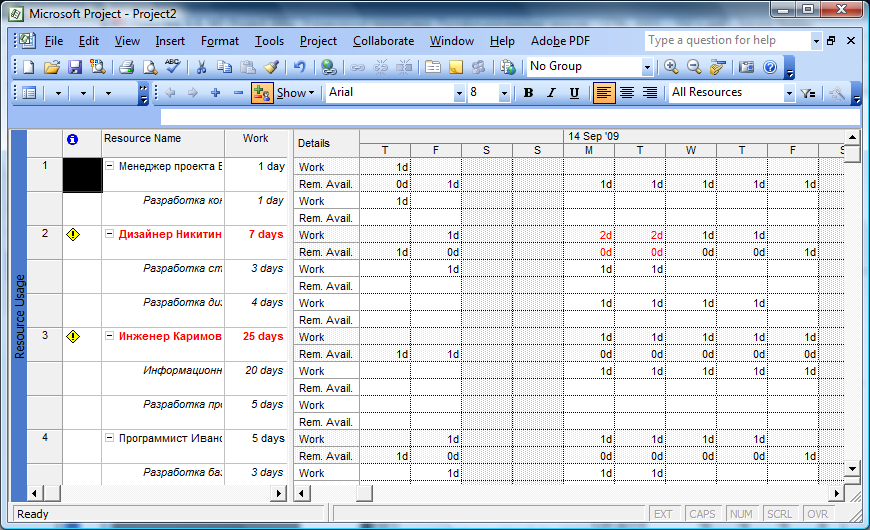 Microsoft Project - Project2
File Edit View Insert Format Tools Project Collaborate Window Help Adobe PDF Type a question for help
No Group
Show Arial 8 B I U All Resources
Resource Name Work Details 14 Sep '09
T F S S M T W T F S
1 Менеджер проекта В 1 day Work 1d
Rem. Avail. 0d 1d 1d 1d 1d 1d 1d
Разработка кон 1 day Work 1d
Rem. Avail.
2 Дизайнер Никитин 7 days Work 1d 2d 2d 1d 1d
Rem. Avail. 1d 0d 0d 0d 0d 0d 1d
Разработка ст 3 days Work 1d 1d 1d
Rem. Avail.
Разработка диз 4 days Work 1d 1d 1d 1d
Rem. Avail.
3 Инженер Каримов 25 days Work 1d 1d 1d 1d 1d
Rem. Avail. 1d 1d 0d 0d 0d 0d 0d
Информационн 20 days Work 1d 1d 1d 1d 1d
Rem. Avail.
Разработка пр 5 days Work
Rem. Avail.
4 Программист Иван 5 days Work 1d 1d 1d 1d 1d
Rem. Avail. 1d 0d 0d 0d 0d 0d 1d
Разработка баз 3 days Work 1d 1d 1d
Resource Usage
Ready EXT CAPS NUM SCRL OVR